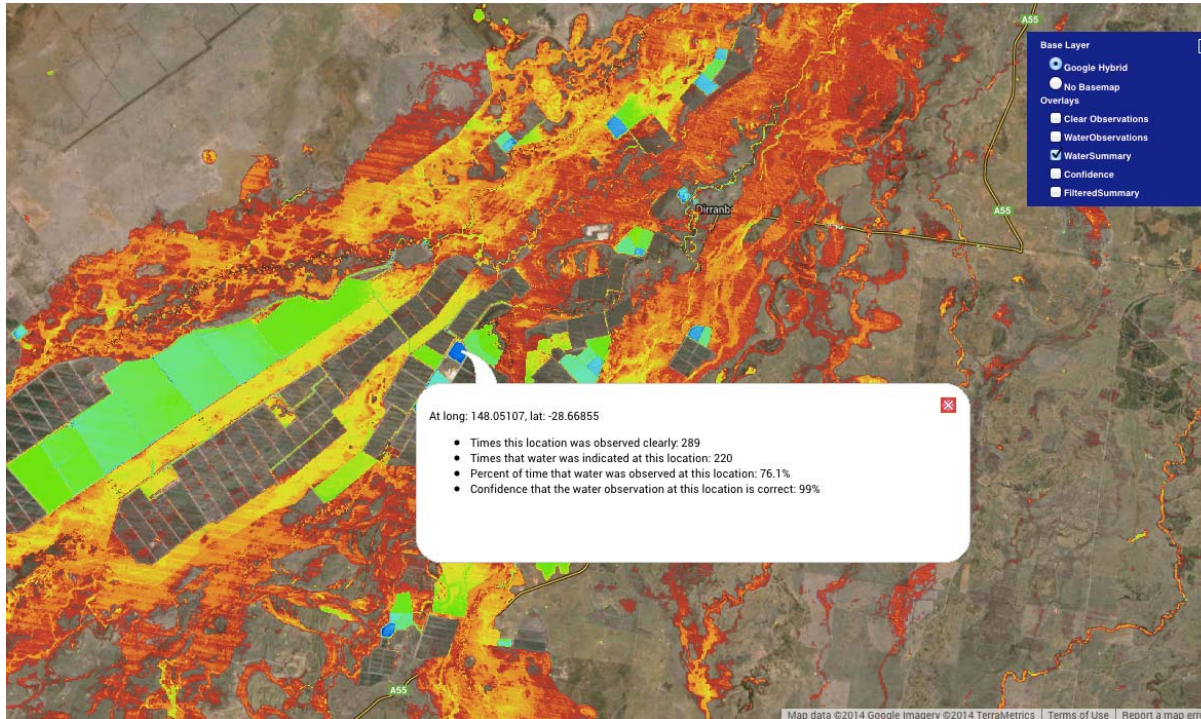 A55
Base Layer
Google Hybrid
No Basemap
Overlays
Clear Observations
WaterObservations
WaterSummary
Confidence
FilteredSummary
Dirranb
A55
At long: 148.05107, lat: -28.66855
Times this location was observed clearly: 289
Times that water was indicated at this location: 220
Percent of time that water was observed at this location: 76.1%
Confidence that the water observation at this location is correct: 99%
A55
Map data ©2014 Google Imagery ©2014 TerraMetrics
Terms of Use
Report a map err